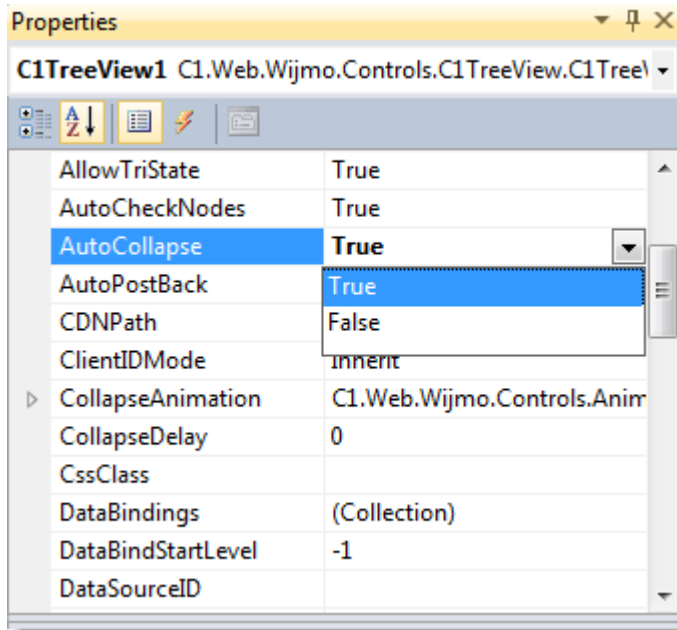 Properties
C1TreeView1 C1.Web.Wijmo.Controls.C1TreeView.C1Tree
AllowTriState True
AutoCheckNodes True
AutoCollapse True
AutoPostBack True
CDNPath False
ClientIDMode Inherit
CollapseAnimation C1.Web.Wijmo.Controls.Anim
CollapseDelay 0
CssClass
DataBindings (Collection)
DataBindStartLevel -1
DataSourceID